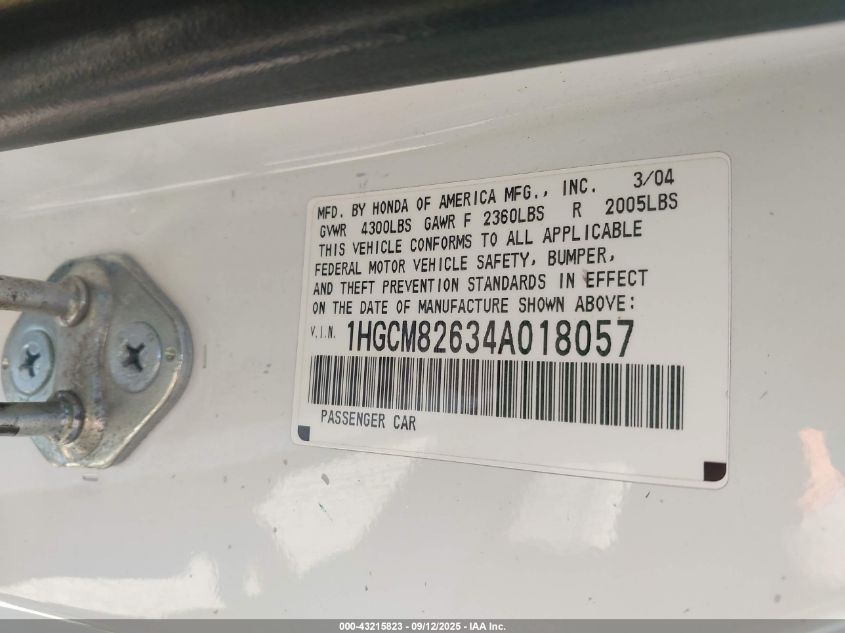 MFD. BY HONDA OF AMERICA MFG., INC. 3/04
GVWR 4300LBS GAWR F 2360LBS R 2005LBS
THIS VEHICLE CONFORMS TO ALL APPLICABLE
FEDERAL MOTOR VEHICLE SAFETY, BUMPER,
AND THEFT PREVENTION STANDARDS IN EFFECT
ON THE DATE OF MANUFACTURE SHOWN ABOVE:
V.I.N. 1HGCM82634A018057
PASSENGER CAR
000-43215823 - 09/12/2025 - IAA Inc.